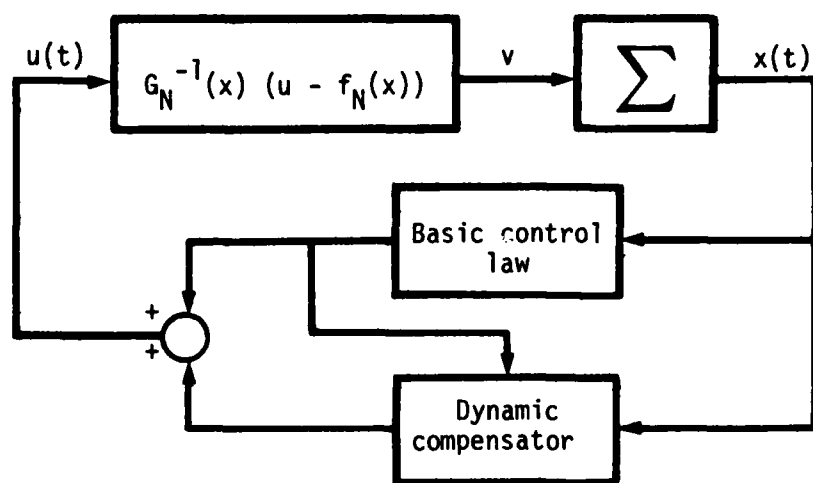 u(t)
G_N^{-1}(x) (u - f_N(x))
v
Σ
x(t)
Basic control
law
+
+
Dynamic
compensator